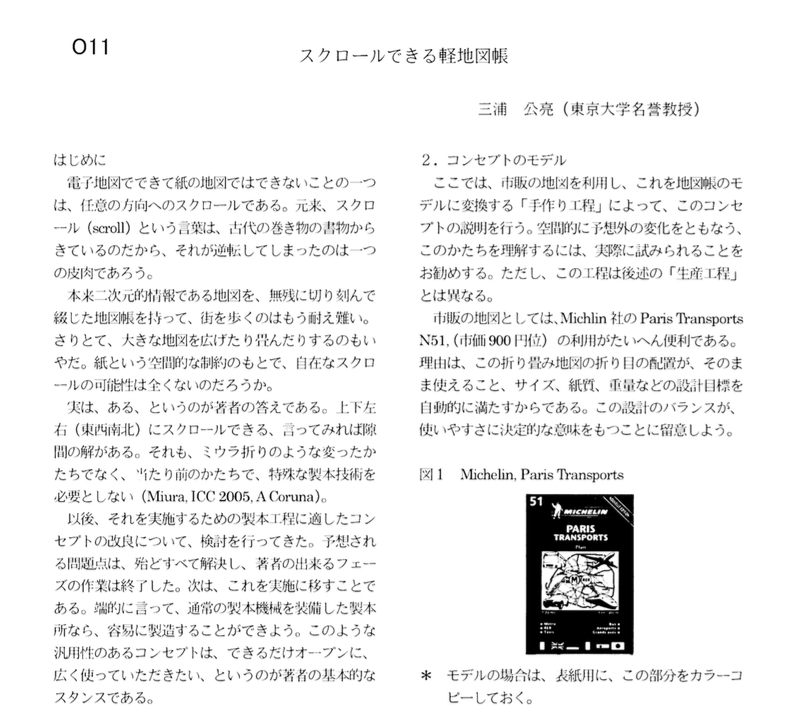 O11
スクロールできる軽地図帳
三浦　公亮（東京大学名誉教授）
はじめに
電子地図でできて紙の地図ではできないことの一つ
は、任意の方向へのスクロールである。元来、スクロ
ール（scroll）という言葉は、古代の巻き物の書物から
きているのだから、それが逆転してしまったのは一つ
の皮肉であろう。
本来二次元的情報である地図を、無残に切り刻んで
綴じた地図帳を持って、街を歩くのはもう耐え難い。
さりとて、大きな地図を広げたり畳んだりするのもい
やだ。紙という空間的な制約のもとで、自在なスクロ
ールの可能性は全くないのだろうか。
実は、ある、というのが著者の答えである。上下左
右（東西南北）にスクロールできる、言ってみれば隙
間の解がある。それも、ミウラ折りのような変ったか
たちでなく、当たり前のかたちで、特殊な製本技術を
必要としない（Miura, ICC 2005, A Coruna）。
以後、それを実施するための製本工程に適したコン
セプトの改良について、検討を行ってきた。予想され
る問題点は、殆どすべて解決し、著者の出来るフェー
ズの作業は終了した。次は、これを実施に移すことで
ある。端的に言って、通常の製本機械を装備した製本
所なら、容易に製造することができよう。このような
汎用性のあるコンセプトは、できるだけオープンに、
広く使っていただきたい、というのが著者の基本的な
スタンスである。
２．コンセプトのモデル
ここでは、市販の地図を利用し、これを地図帳のモ
デルに変換する「手作り工程」によって、このコンセ
プトの説明を行う。空間的に予想外の変化をともなう、
このかたちを理解するには、実際に試みられることを
お勧めする。ただし、この工程は後述の「生産工程」
とは異なる。
市販の地図としては、Michlin 社の Paris Transports
N51,（市価 900 円位）の利用がたいへん便利である。
理由は、この折り畳み地図の折り目の配置が、そのま
ま使えること、サイズ、紙質、重量などの設計目標を
自動的に満たすからである。この設計のバランスが、
使いやすさに決定的な意味をもつことに留意しよう。
図１　Michelin, Paris Transports
51
MICHELIN
PARIS
TRANSPORTS
Plan
＊　モデルの場合は、表紙用に、この部分をカラーコ
ピーしておく。